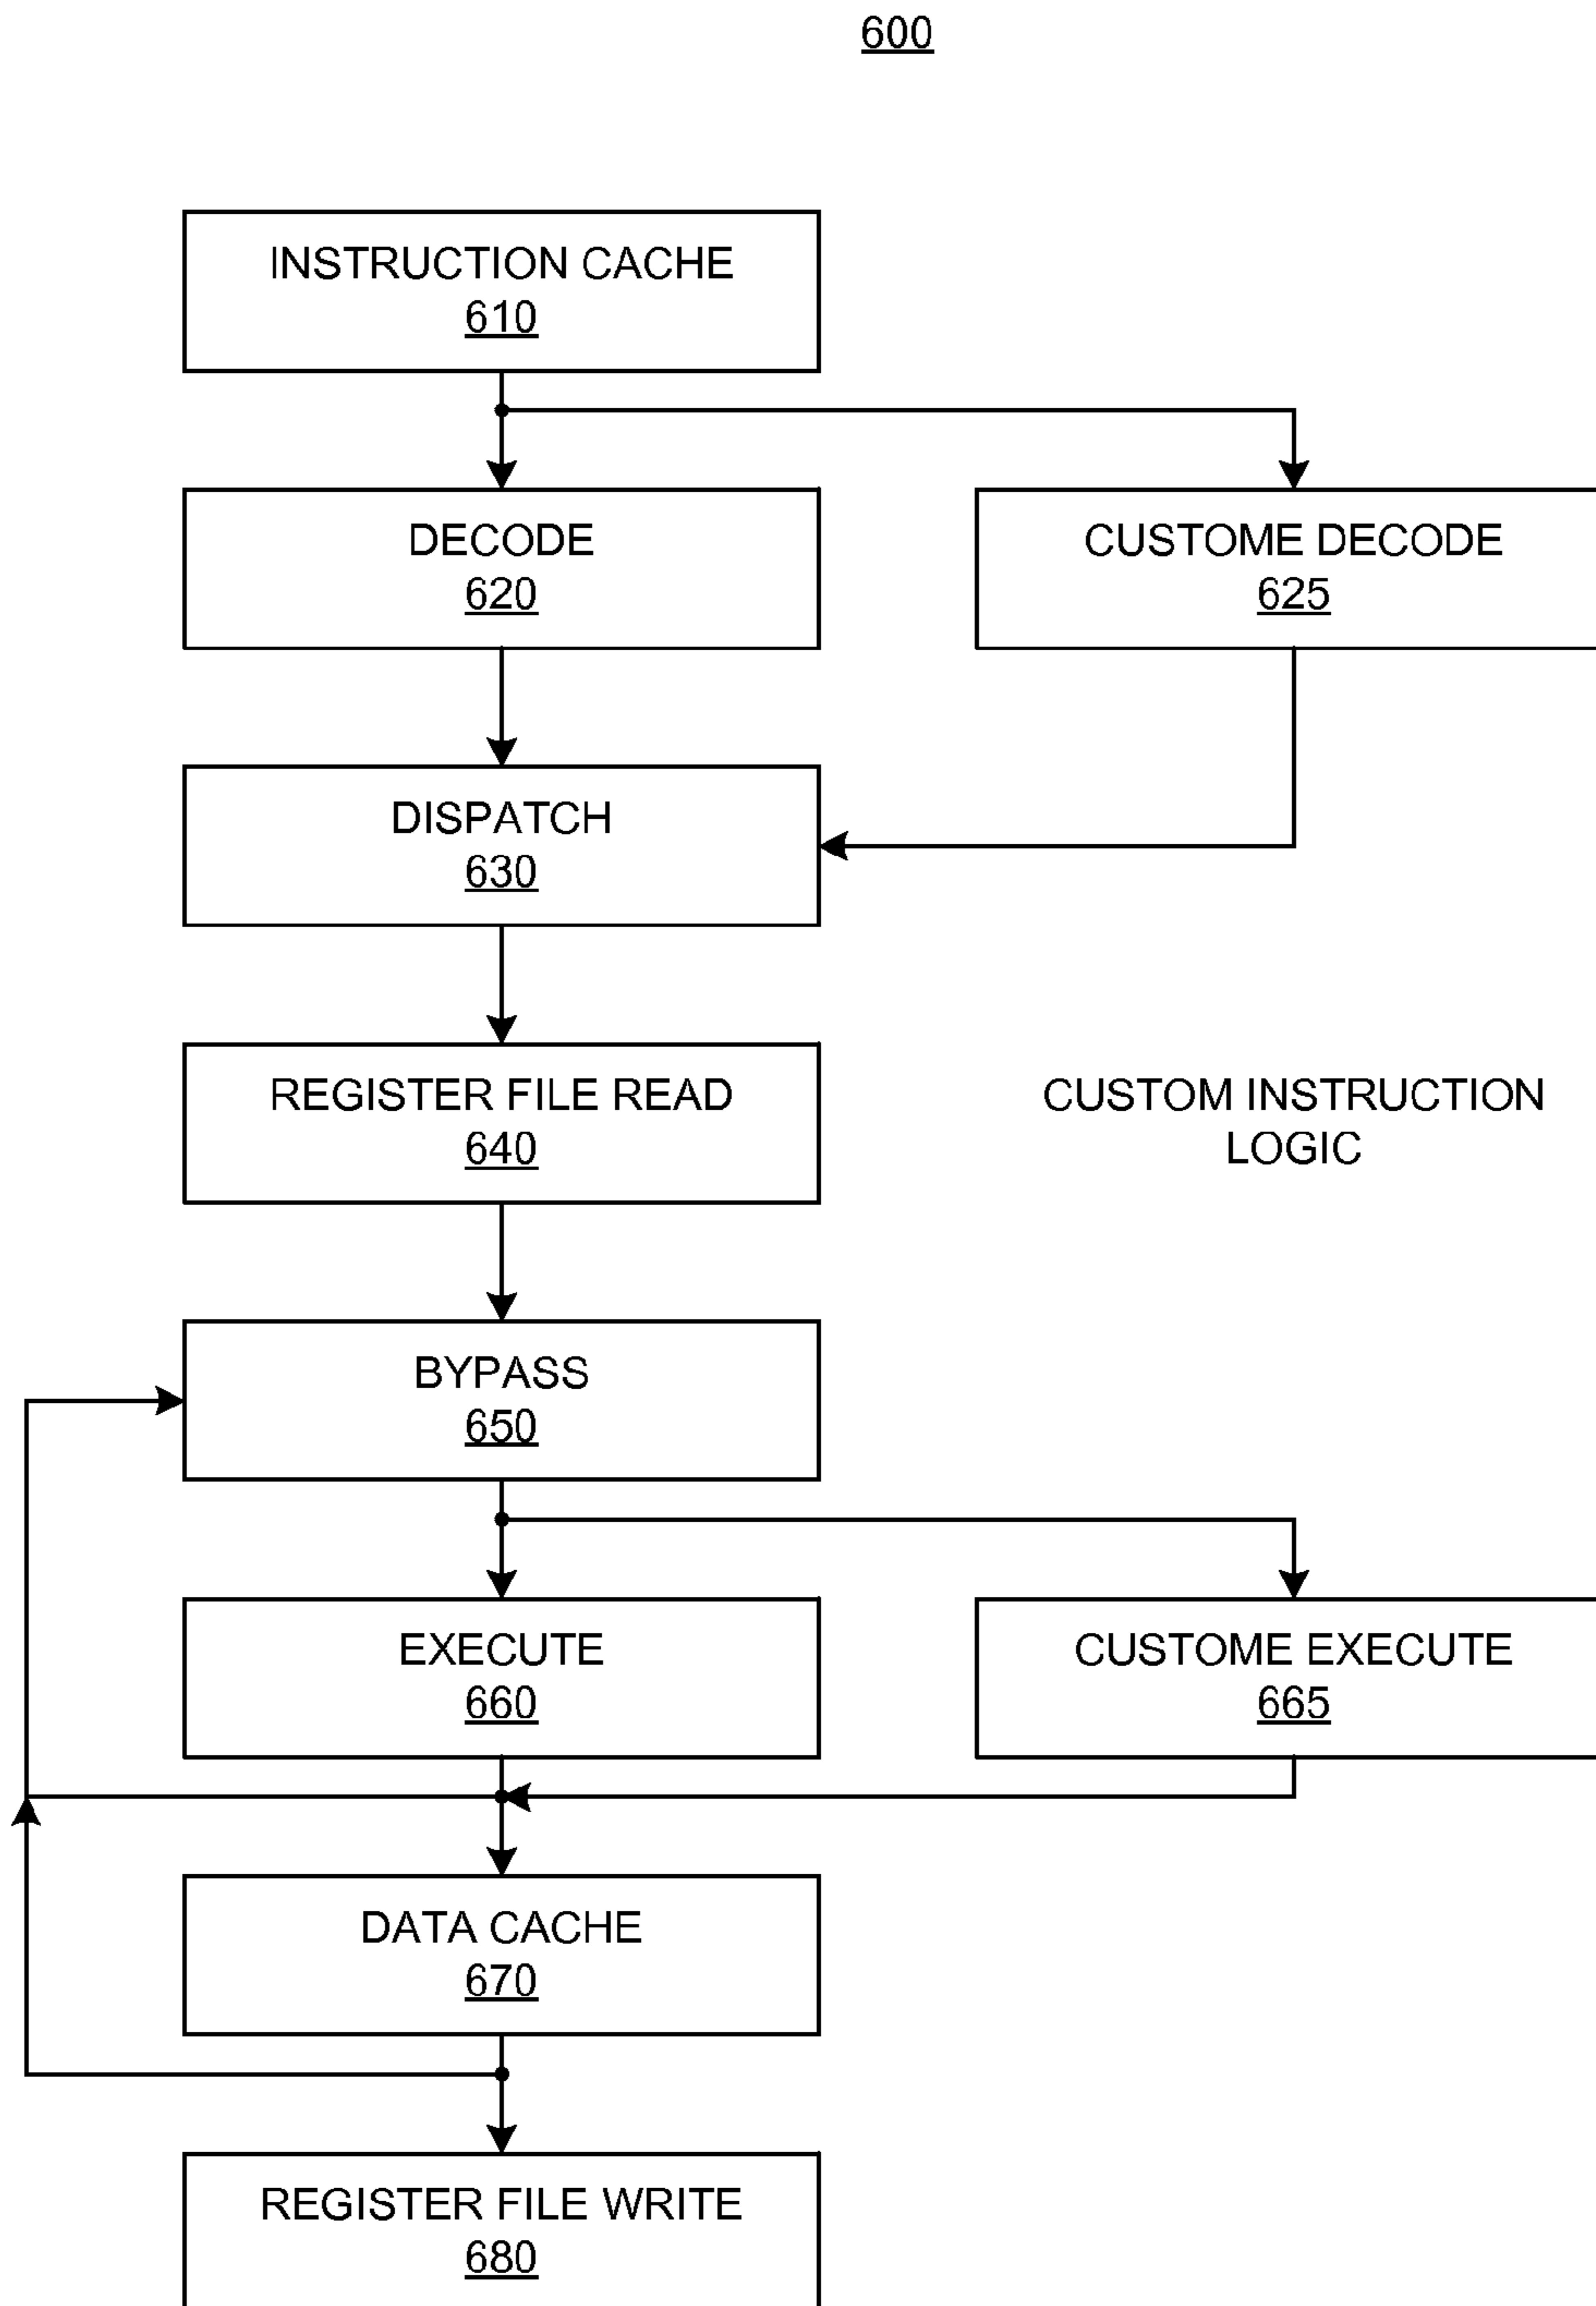 600
INSTRUCTION CACHE
610
DECODE
620
CUSTOME DECODE
625
DISPATCH
630
REGISTER FILE READ
640
CUSTOM INSTRUCTION
LOGIC
BYPASS
650
EXECUTE
660
CUSTOME EXECUTE
665
DATA CACHE
670
REGISTER FILE WRITE
680